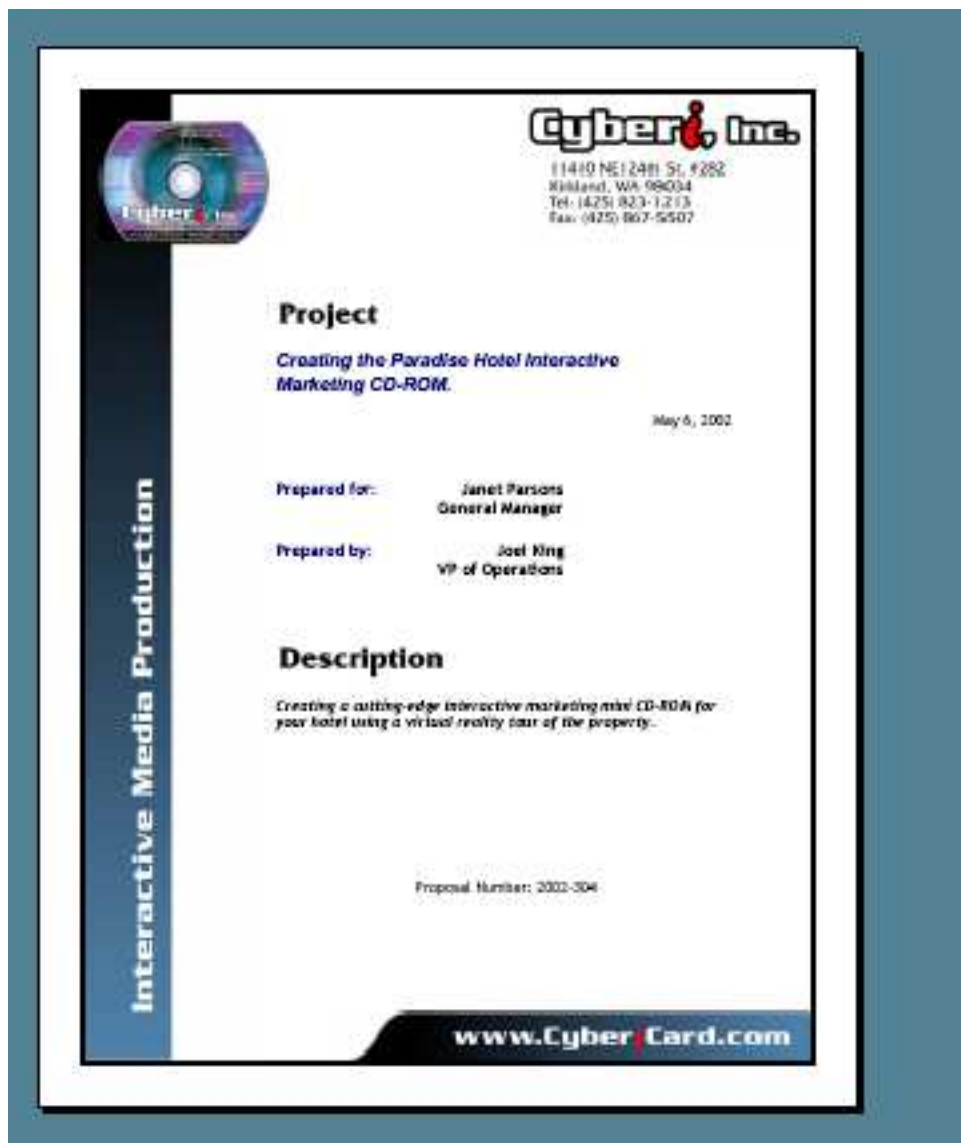 Cyberi, Inc.
11410 NE124th St. #282
Kirkland, WA 98034
Tel: (425) 823-1213
Fax: (425) 867-5507
Cyberi, Inc.
Project
Creating the Paradise Hotel Interactive
Marketing CD-ROM.
May 6, 2002
Prepared for: Janet Parsons
General Manager
Prepared by: Joel King
VP of Operations
Description
Creating a cutting-edge interactive marketing mini CD-ROM for
your hotel using a virtual reality tour of the property.
Proposal Number: 2002-304
Interactive Media Production
www.CyberiCard.com